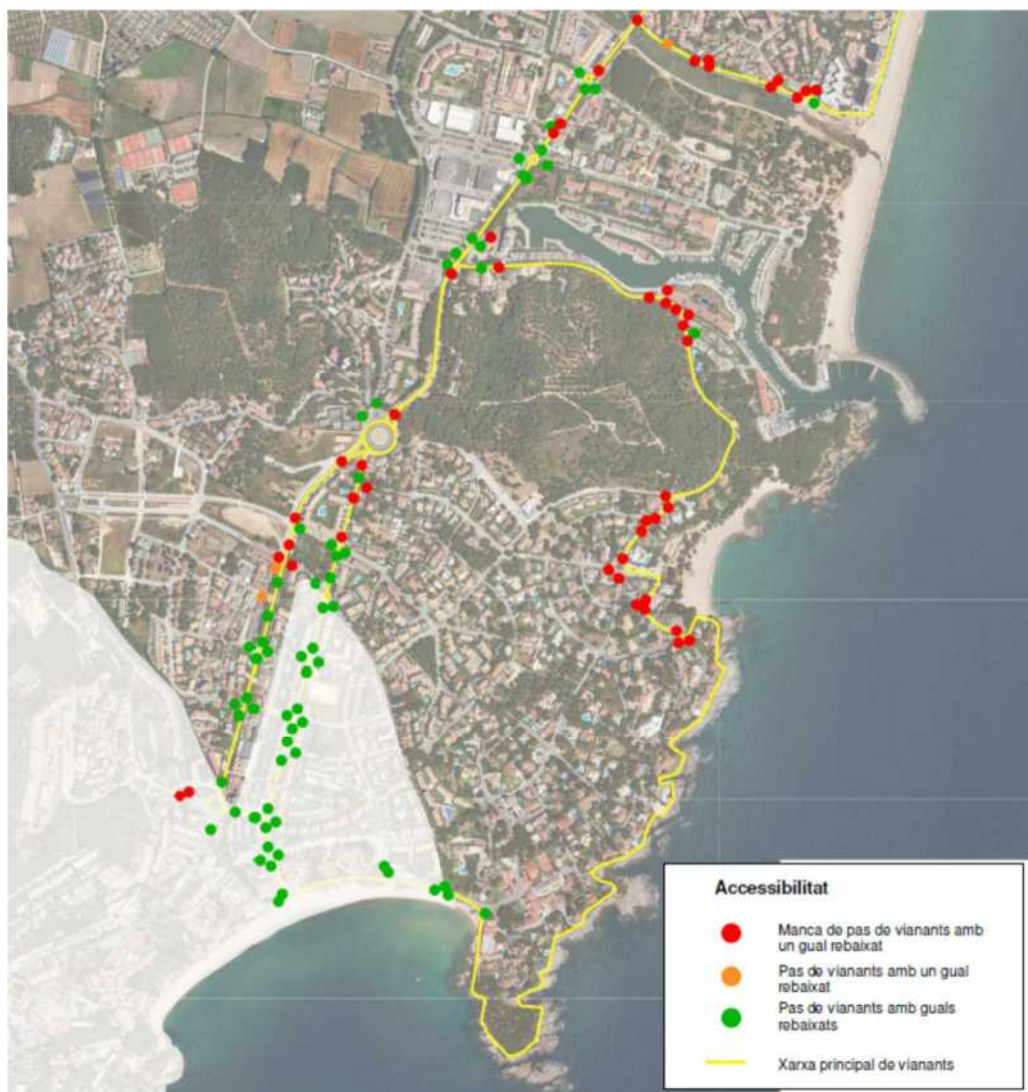 Accessibilitat
Manca de pas de vianants amb
un gual rebaixat
Pas de vianants amb un gual
rebaixat
Pas de vianants amb guals
rebaixats
Xarxa principal de vianants